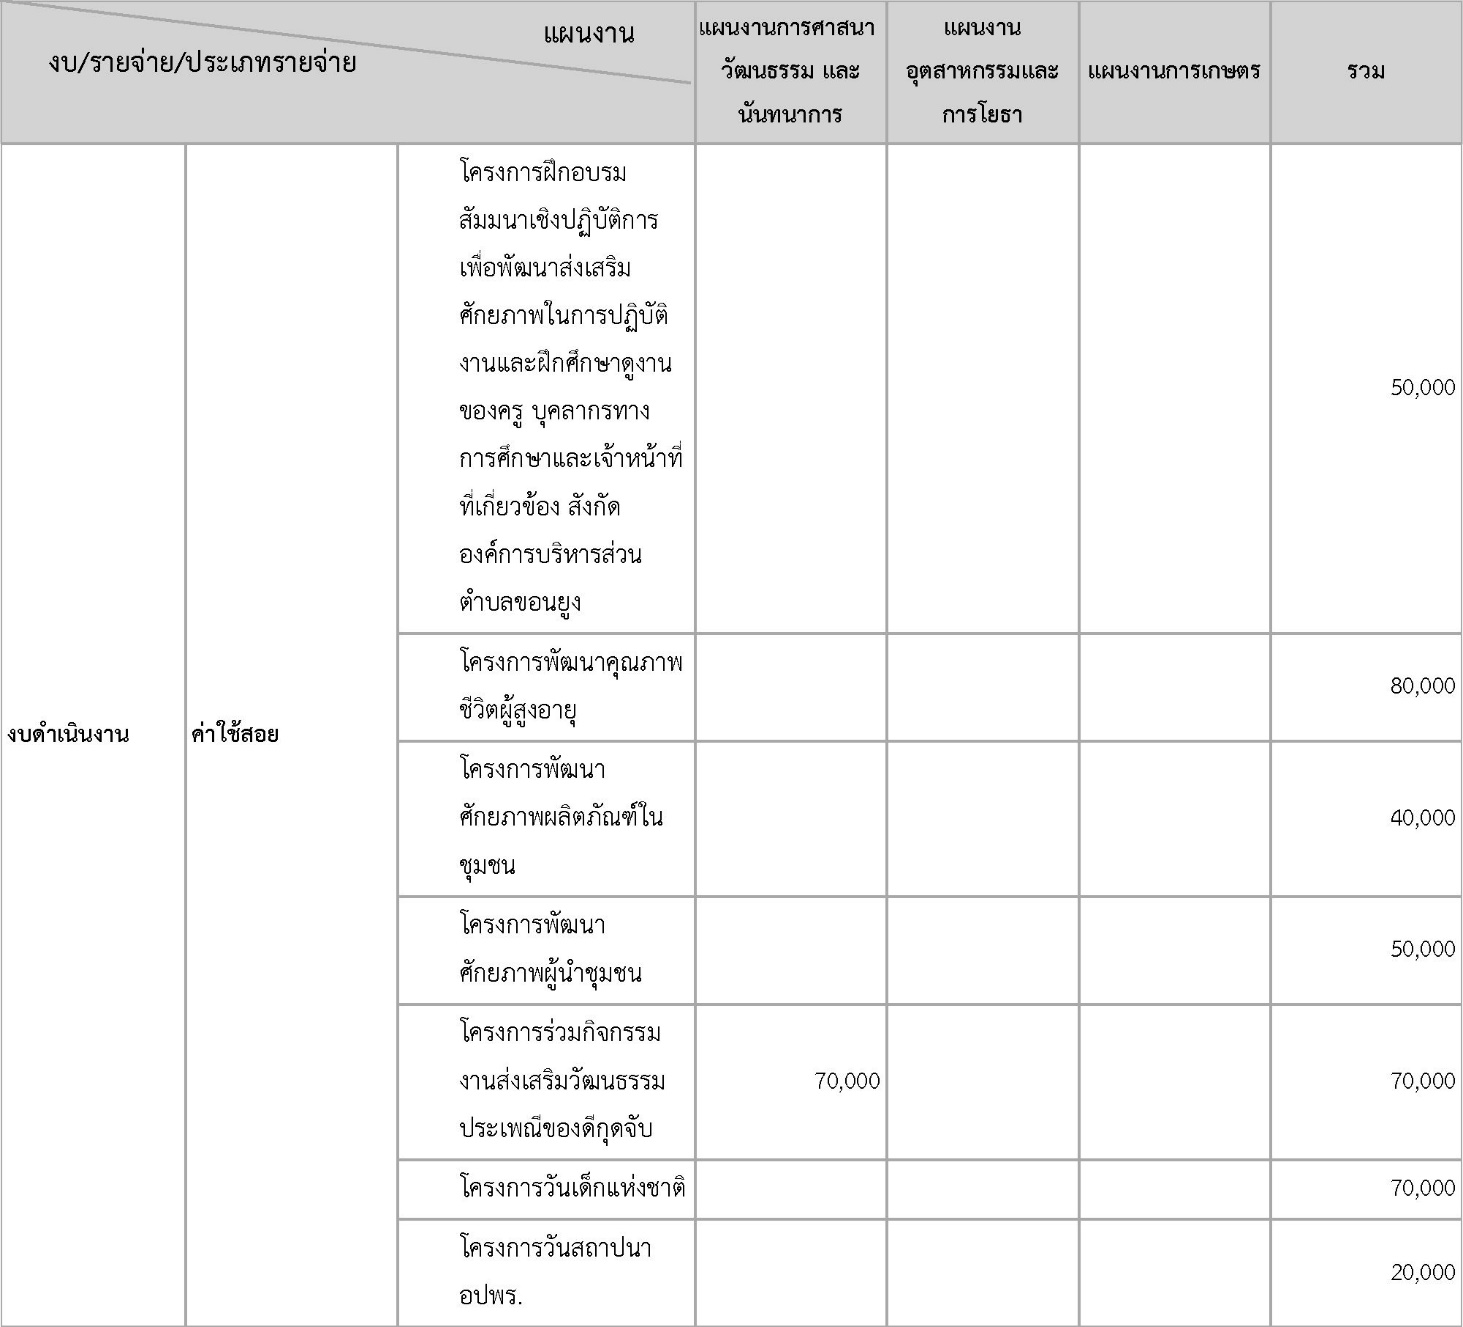 แผนงาน
งบ/รายจ่าย/ประเภทรายจ่าย
แผนงานการศาสนา
วัฒนธรรม และ
นันทนาการ
แผนงาน
อุตสาหกรรมและ
การโยธา
แผนงานการเกษตร
รวม
งบดำเนินงาน
ค่าใช้สอย
โครงการฝึกอบรม
สัมมนาเชิงปฏิบัติการ
เพื่อพัฒนาส่งเสริม
ศักยภาพในการปฏิบัติ
งานและฝึกศึกษาดูงาน
ของครู บุคลากรทาง
การศึกษาและเจ้าหน้าที่
ที่เกี่ยวข้อง สังกัด
องค์การบริหารส่วน
ตำบลขอนยูง
50,000
โครงการพัฒนาคุณภาพ
ชีวิตผู้สูงอายุ
80,000
โครงการพัฒนา
ศักยภาพผลิตภัณฑ์ใน
ชุมชน
40,000
โครงการพัฒนา
ศักยภาพผู้นำชุมชน
50,000
โครงการร่วมกิจกรรม
งานส่งเสริมวัฒนธรรม
ประเพณีของดีกุดจับ
70,000
70,000
โครงการวันเด็กแห่งชาติ
70,000
โครงการวันสถาปนา
อปพร.
20,000